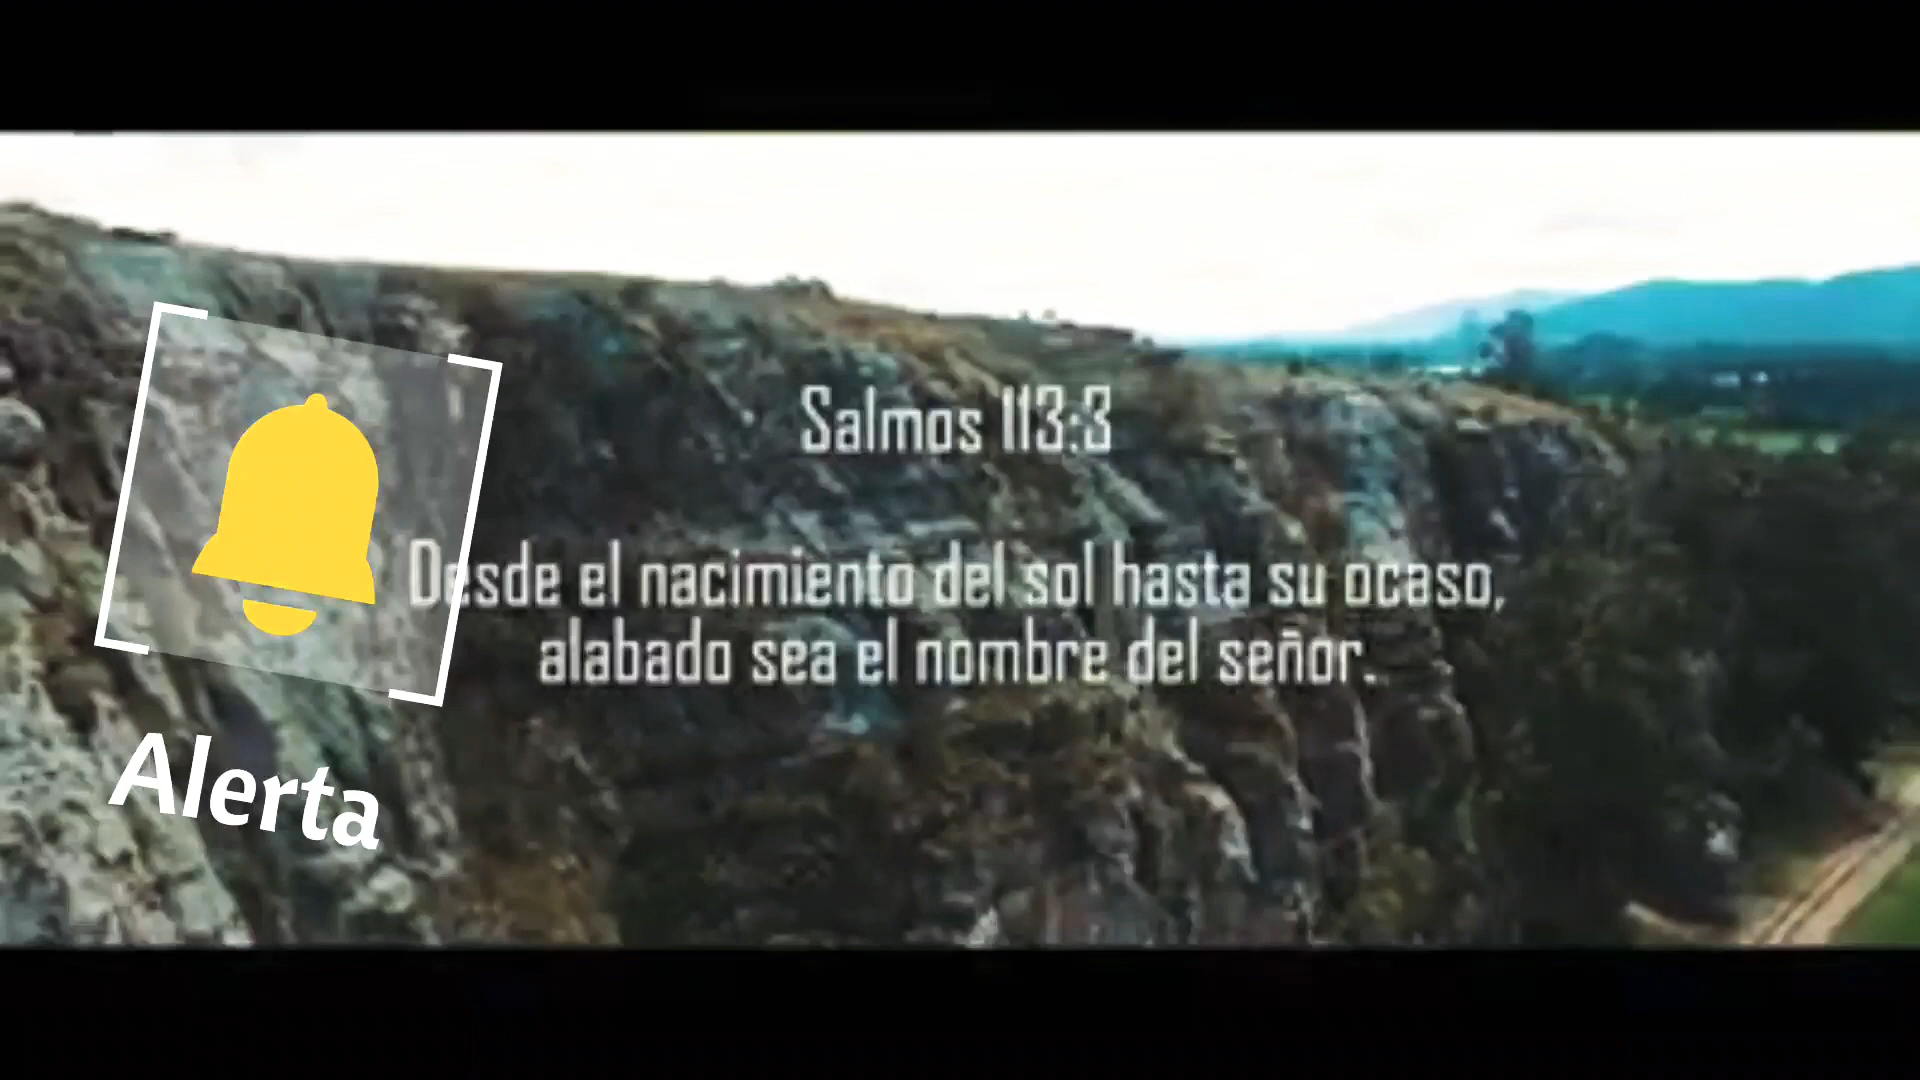 Salmos 113:3
Desde el nacimiento del sol hasta su ocaso,
alabado sea el nombre del señor.
Alerta